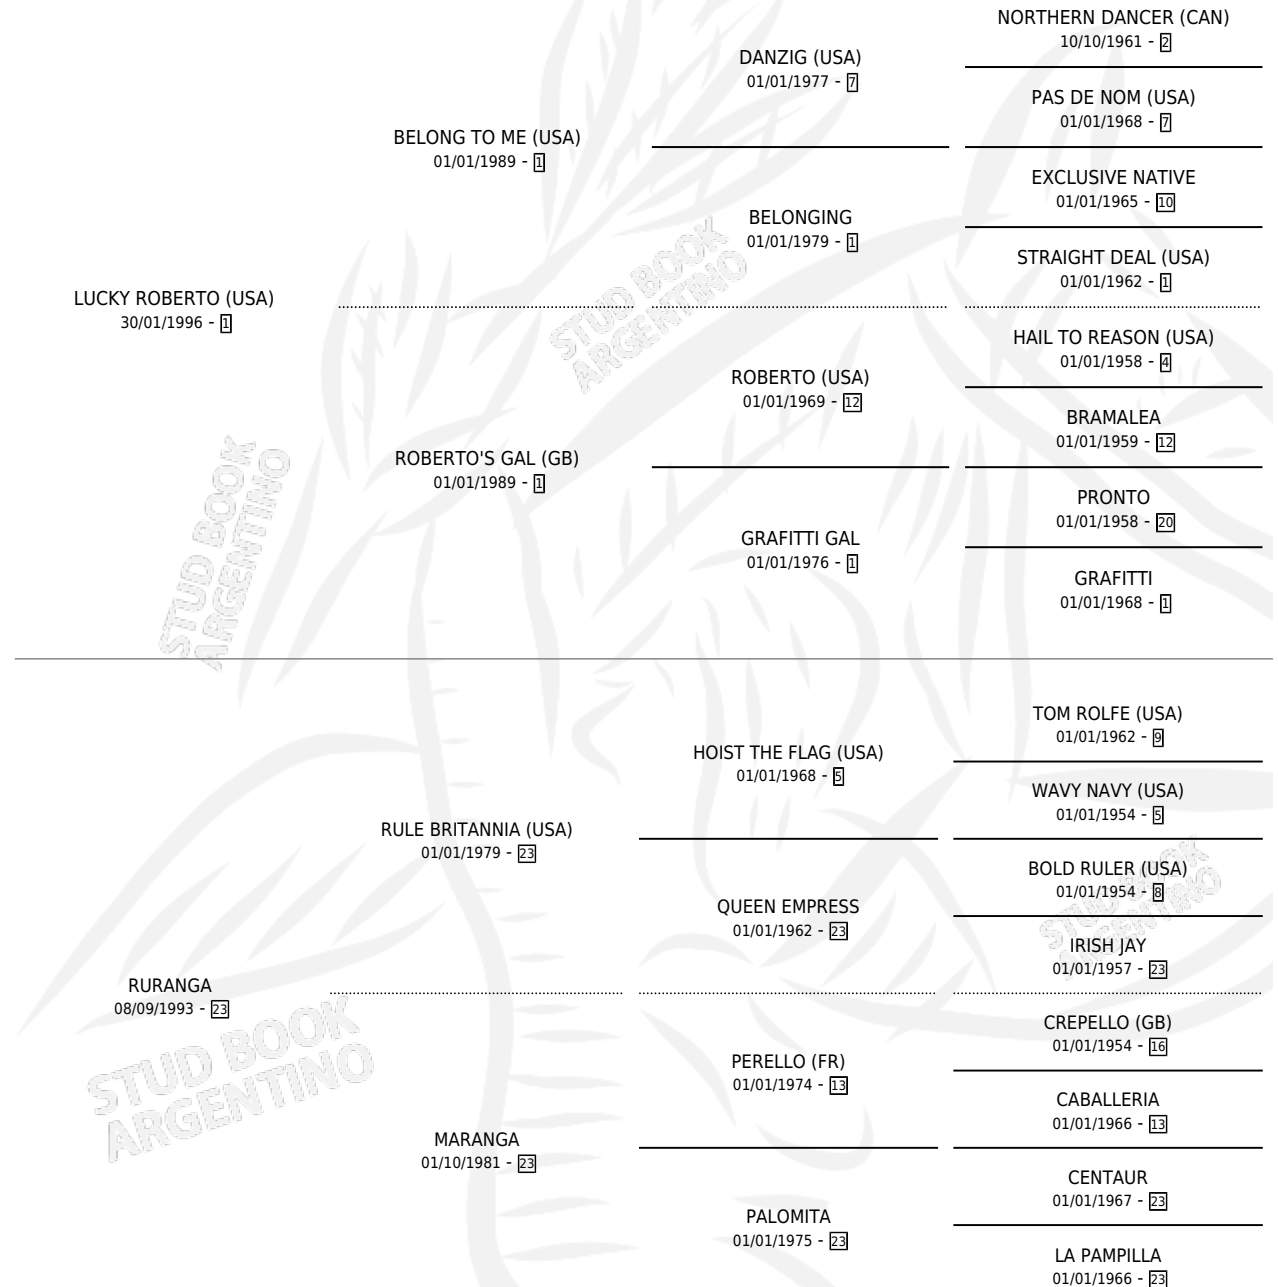 NORTHERN DANCER (CAN)
10/10/1961 - 2
DANZIG (USA)
01/01/1977 - 7
PAS DE NOM (USA)
01/01/1968 - 7
BELONG TO ME (USA)
01/01/1989 - 1
EXCLUSIVE NATIVE
01/01/1965 - 10
BELONGING
01/01/1979 - 1
STRAIGHT DEAL (USA)
01/01/1962 - 1
LUCKY ROBERTO (USA)
30/01/1996 - 1
HAIL TO REASON (USA)
01/01/1958 - 4
ROBERTO (USA)
01/01/1969 - 12
BRAMALEA
01/01/1959 - 12
ROBERTO'S GAL (GB)
01/01/1989 - 1
PRONTO
01/01/1958 - 20
GRAFITTI GAL
01/01/1976 - 1
GRAFITTI
01/01/1968 - 1
STUD BOOK
ARGENTINO
STUD BOOK
ARGENTINO
TOM ROLFE (USA)
01/01/1962 - 9
HOIST THE FLAG (USA)
01/01/1968 - 5
WAVY NAVY (USA)
01/01/1954 - 5
RULE BRITANNIA (USA)
01/01/1979 - 23
BOLD RULER (USA)
01/01/1954 - 8
QUEEN EMPRESS
01/01/1962 - 23
IRISH JAY
01/01/1957 - 23
RURANGA
08/09/1993 - 23
CREPELLO (GB)
01/01/1954 - 16
PERELLO (FR)
01/01/1974 - 13
CABALLERIA
01/01/1966 - 13
MARANGA
01/10/1981 - 23
CENTAUR
01/01/1967 - 23
PALOMITA
01/01/1975 - 23
LA PAMPILLA
01/01/1966 - 23
STUD BOOK
ARGENTINO
STUD BOOK
ARGENTINO